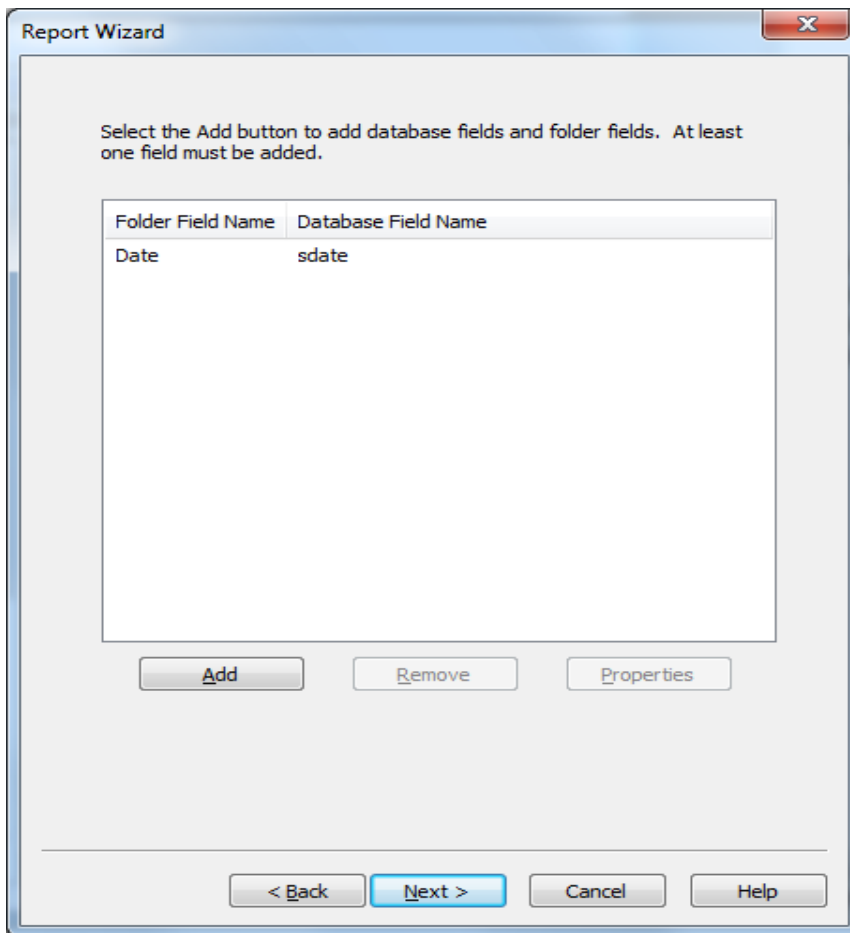 Report Wizard
Select the Add button to add database fields and folder fields.  At least
one field must be added.
Folder Field Name Database Field Name
Date sdate
Add Remove Properties
< Back Next > Cancel Help